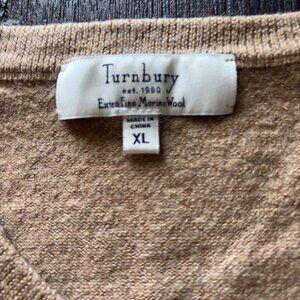 Turnbury
est. 1990
Extra Fine Merino Wool
MADE IN
CHINA
XL